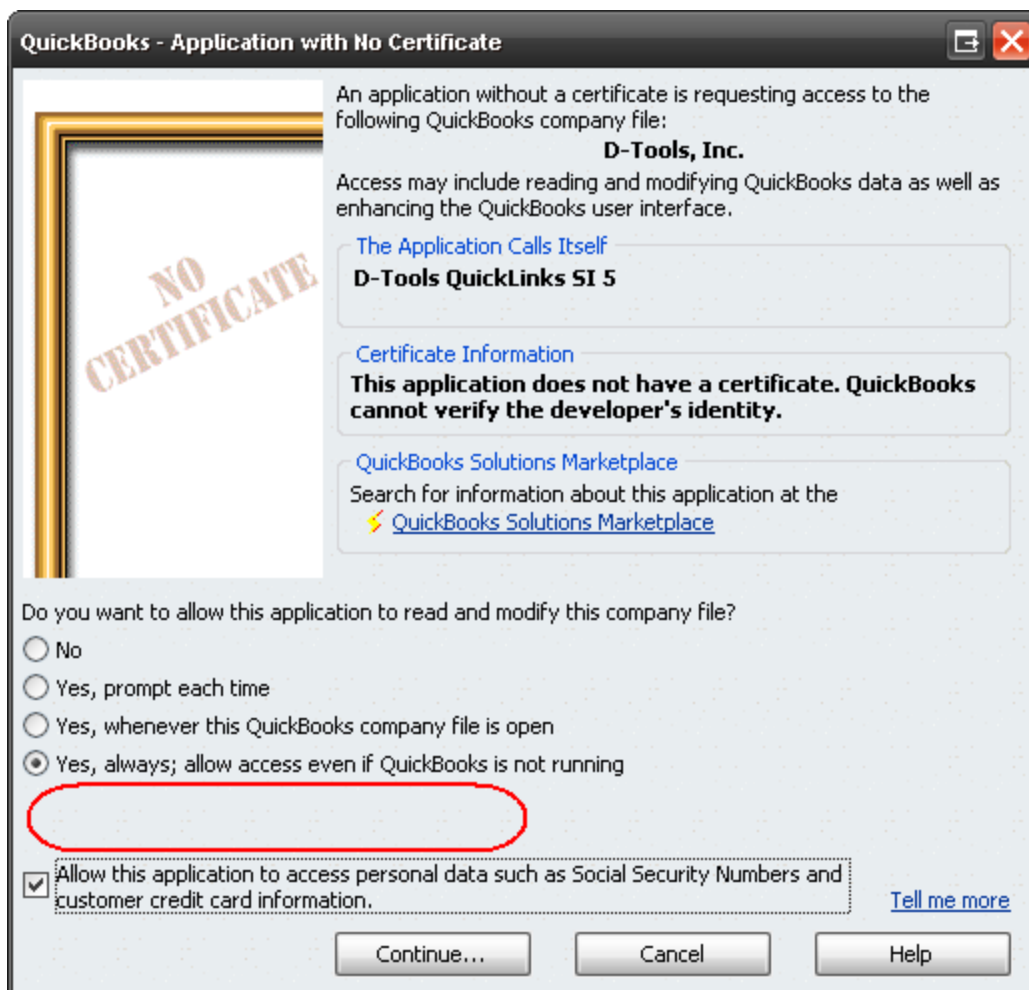 QuickBooks - Application with No Certificate
An application without a certificate is requesting access to the
following QuickBooks company file:
D-Tools, Inc.
Access may include reading and modifying QuickBooks data as well as
enhancing the QuickBooks user interface.
NO
CERTIFICATE
The Application Calls Itself
D-Tools QuickLinks SI 5
Certificate Information
This application does not have a certificate. QuickBooks
cannot verify the developer's identity.
QuickBooks Solutions Marketplace
Search for information about this application at the
QuickBooks Solutions Marketplace
Do you want to allow this application to read and modify this company file?
No
Yes, prompt each time
Yes, whenever this QuickBooks company file is open
Yes, always; allow access even if QuickBooks is not running
Allow this application to access personal data such as Social Security Numbers and
customer credit card information.
Tell me more
Continue...
Cancel
Help